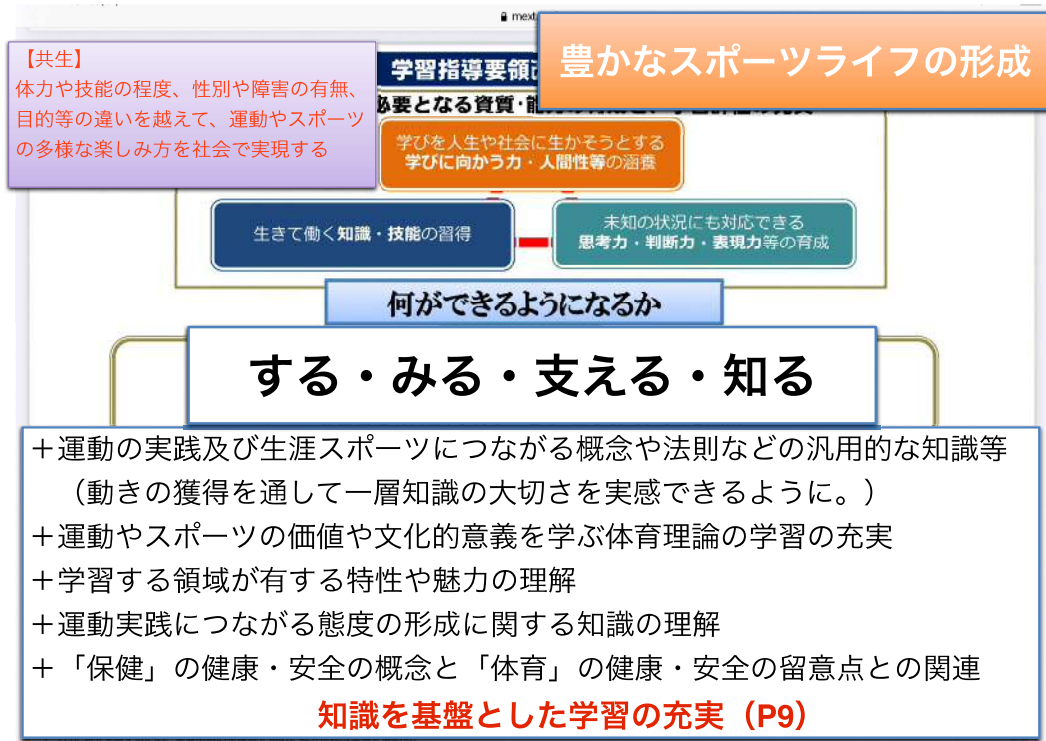 mext.
豊かなスポーツライフの形成
【共生】
体力や技能の程度、性別や障害の有無、
目的等の違いを越えて、運動やスポーツ
の多様な楽しみ方を社会で実現する
学習指導要領
必要となる資質・
学びを人生や社会に生かそうとする
学びに向かう力・人間性等の涵養
生きて働く知識・技能の習得
未知の状況にも対応できる
思考力・判断力・表現力等の育成
何ができるようになるか
する・みる・支える・知る
＋運動の実践及び生涯スポーツにつながる概念や法則などの汎用的な知識等
（動きの獲得を通して一層知識の大切さを実感できるように。）
＋運動やスポーツの価値や文化的意義を学ぶ体育理論の学習の充実
＋学習する領域が有する特性や魅力の理解
＋運動実践につながる態度の形成に関する知識の理解
＋「保健」の健康・安全の概念と「体育」の健康・安全の留意点との関連
知識を基盤とした学習の充実（P9）